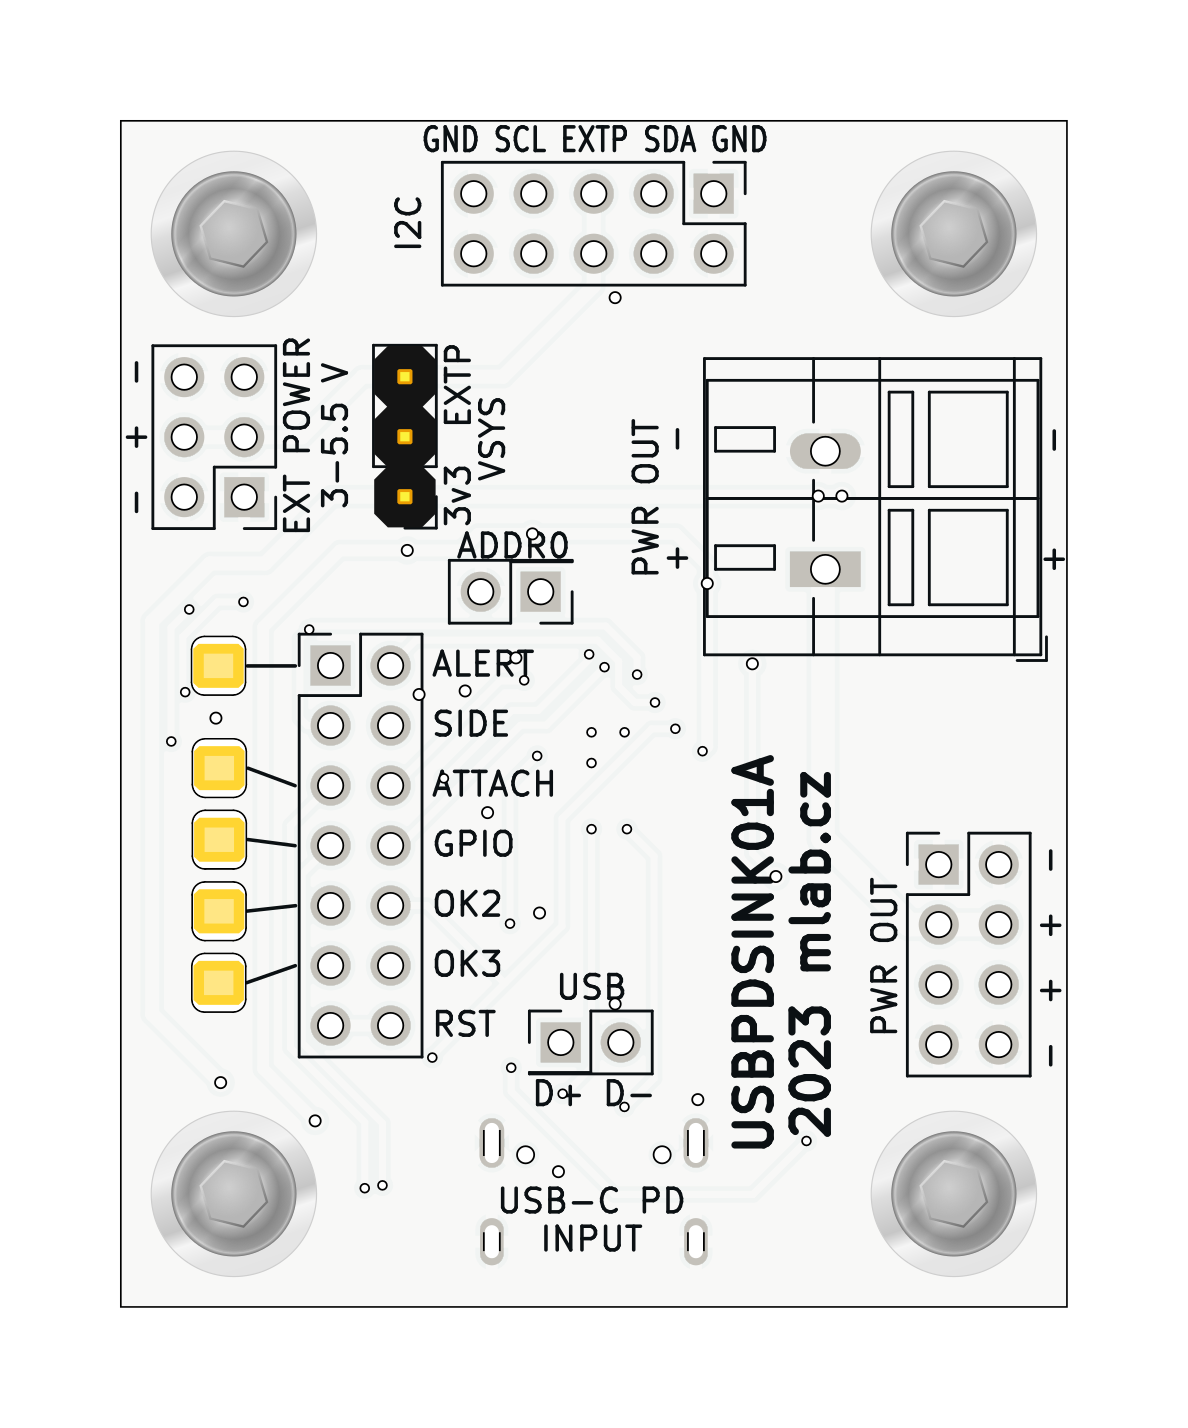 GND SCL EXTP SDA GND
I2C
EXT POWER
3-5.5 V
-
+
-
EXTP
VSYS
3v3
ADDR0
PWR OUT
-
+
-
+
ALERT
SIDE
ATTACH
GPIO
OK2
OK3
RST
USBPDSINK01A
2023 mlab.cz
PWR OUT
-
+
+
-
USB
D+ D-
USB-C PD
INPUT